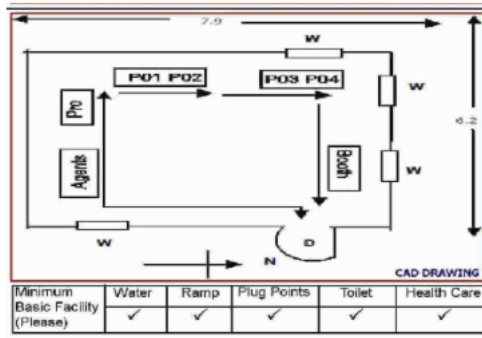 7.9
W
P01 P02
P03 P04
W
6.2
Pro
Agents
Booth
W
W
D
N
CAD DRAWING
Minimum Basic Facility (Please) Water Ramp Plug Points Toilet Health Care
✓ ✓ ✓ ✓ ✓